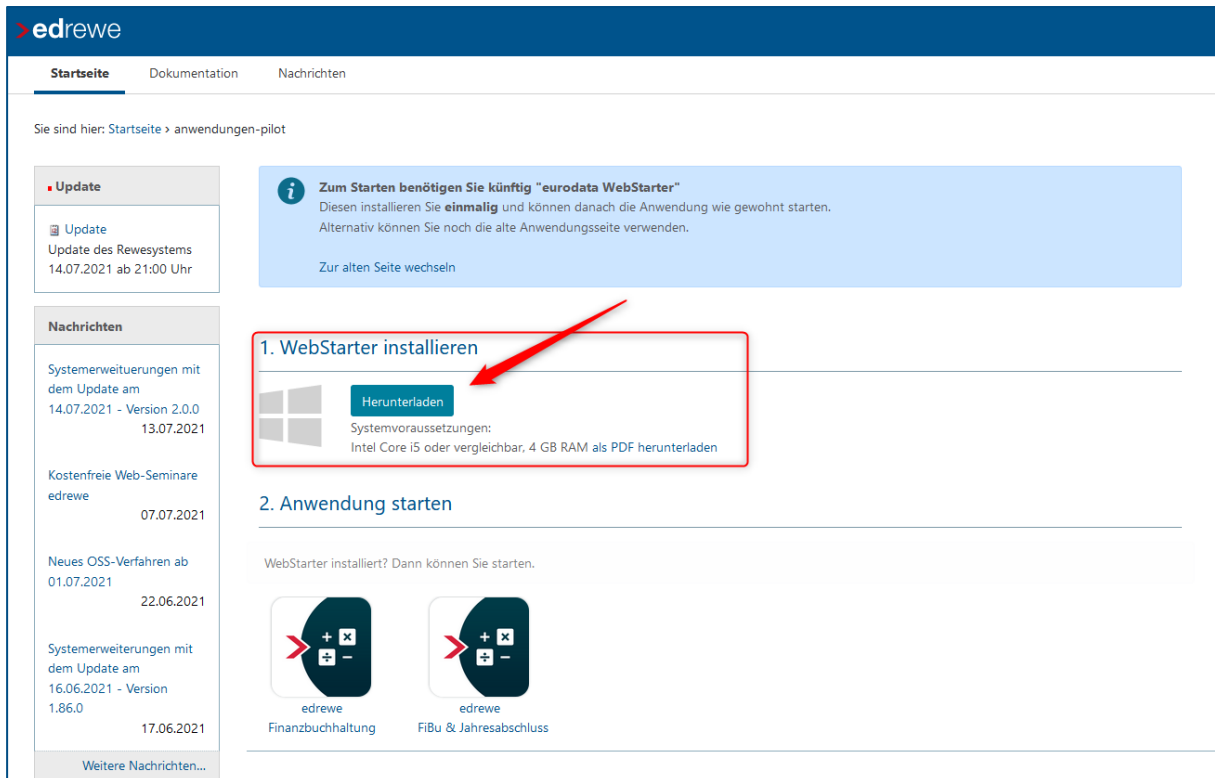 edrewe
Startseite Dokumentation Nachrichten
Sie sind hier: Startseite › anwendungen-pilot
Update
Update
Update des Rewesystems
14.07.2021 ab 21:00 Uhr
Nachrichten
Systemerweituerungen mit
dem Update am
14.07.2021 - Version 2.0.0
13.07.2021
Kostenfreie Web-Seminare
edrewe
07.07.2021
Neues OSS-Verfahren ab
01.07.2021
22.06.2021
Systemerweiterungen mit
dem Update am
16.06.2021 - Version
1.86.0
17.06.2021
Weitere Nachrichten...
Zum Starten benötigen Sie künftig "eurodata WebStarter"
Diesen installieren Sie einmalig und können danach die Anwendung wie gewohnt starten.
Alternativ können Sie noch die alte Anwendungsseite verwenden.
Zur alten Seite wechseln
1. WebStarter installieren
Herunterladen
Systemvoraussetzungen:
Intel Core i5 oder vergleichbar, 4 GB RAM als PDF herunterladen
2. Anwendung starten
WebStarter installiert? Dann können Sie starten.
edrewe
Finanzbuchhaltung
edrewe
FiBu & Jahresabschluss